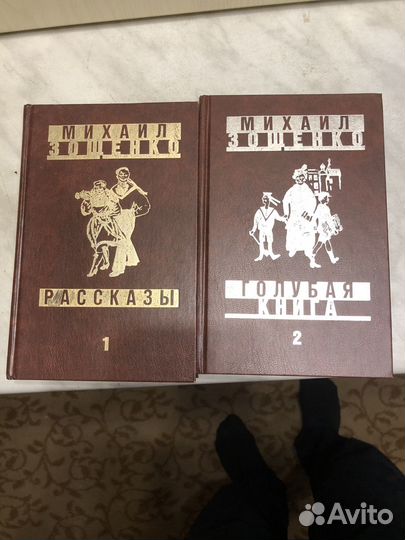 МИХАИЛ
ЗОЩЕНКО
РАССКАЗЫ
1
МИХАИЛ
ЗОЩЕНКО
ГОЛУБАЯ
КНИГА
2
Avito